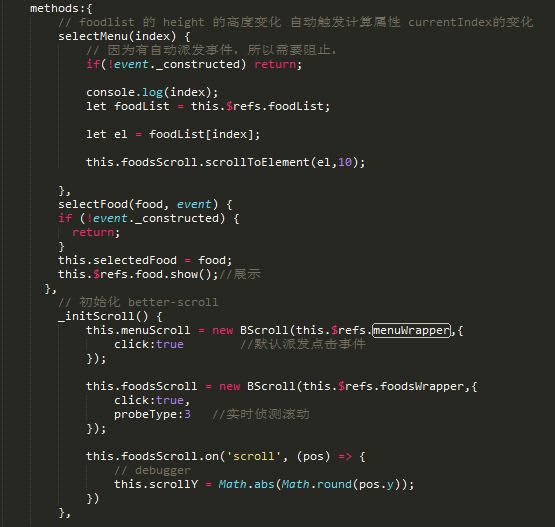 methods:{
// foodlist 的 height 的高度变化 自动触发计算属性 currentIndex的变化
selectMenu(index) {
// 因为有自动派发事件，所以需要阻止.
if(!event._constructed) return;
console.log(index);
let foodList = this.$refs.foodList;
let el = foodList[index];
this.foodsScroll.scrollToElement(el,10);
},
selectFood(food, event) {
if (!event._constructed) {
return;
}
this.selectedFood = food;
this.$refs.food.show();//展示
},
// 初始化 better-scroll
_initScroll() {
this.menuScroll = new BScroll(this.$refs.menuWrapper,{
click:true //默认派发点击事件
});
this.foodsScroll = new BScroll(this.$refs.foodsWrapper,{
click:true,
probeType:3 //实时侦测滚动
});
this.foodsScroll.on('scroll', (pos) => {
// debugger
this.scrollY = Math.abs(Math.round(pos.y));
})
},